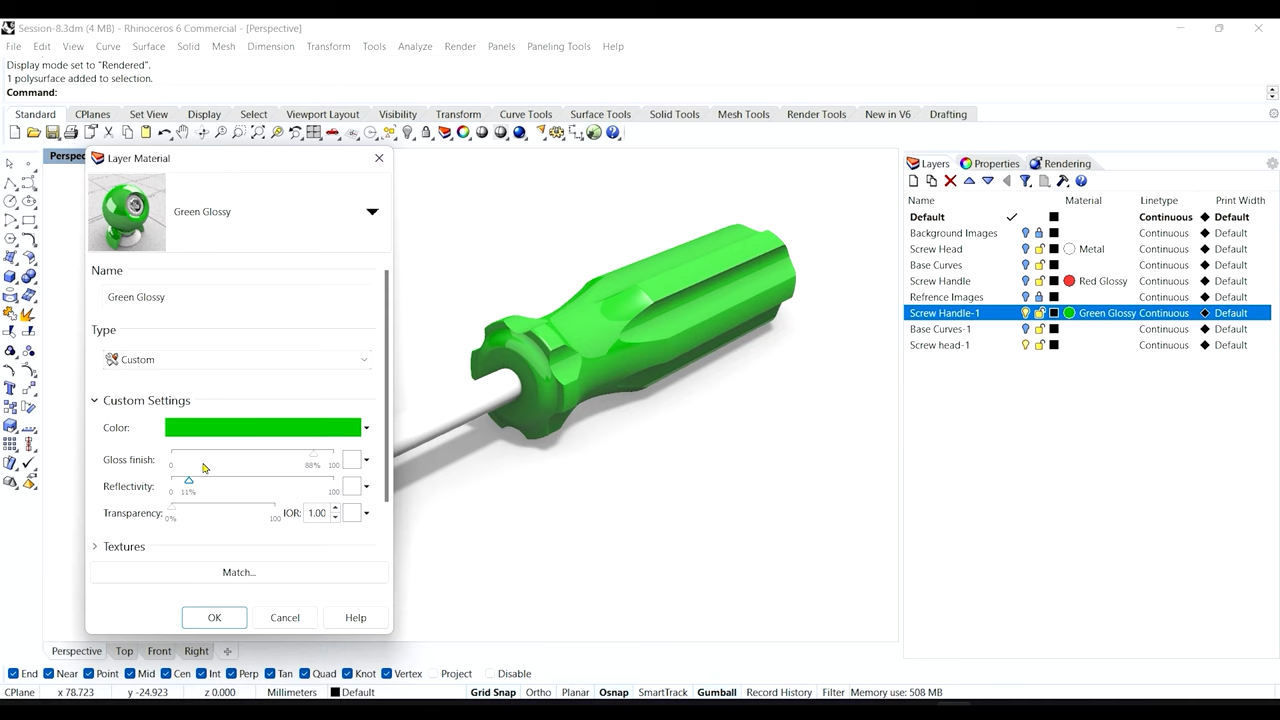 Session-8.3dm (4 MB) - Rhinoceros 6 Commercial - [Perspective]
File Edit View Curve Surface Solid Mesh Dimension Transform Tools Analyze Render Panels Paneling Tools Help
Display mode set to "Rendered".
1 polysurface added to selection.
Command:
Standard CPlanes Set View Display Select Viewport Layout Visibility Transform Curve Tools Surface Tools Solid Tools Mesh Tools Render Tools New in V6 Drafting
Perspec
Layer Material
Green Glossy
Name
Green Glossy
Type
Custom
Custom Settings
Color:
Gloss finish:
0 88% 100
Reflectivity:
0 11% 100
Transparency:
0% 100 IOR: 1.00
Textures
Match...
OK Cancel Help
Layers Properties Rendering
Name Material Linetype Print Width
Default Continuous Default
Background Images Continuous Default
Screw Head Metal Continuous Default
Base Curves Continuous Default
Screw Handle Red Glossy Continuous Default
Refrence Images Continuous Default
Screw Handle-1 Green Glossy Continuous Default
Base Curves-1 Continuous Default
Screw head-1 Continuous Default
Perspective Top Front Right
End Near Point Mid Cen Int Perp Tan Quad Knot Vertex Project Disable
CPlane x 78.723 y -24.923 z 0.000 Millimeters Default Grid Snap Ortho Planar Osnap SmartTrack Gumball Record History Filter Memory use: 508 MB